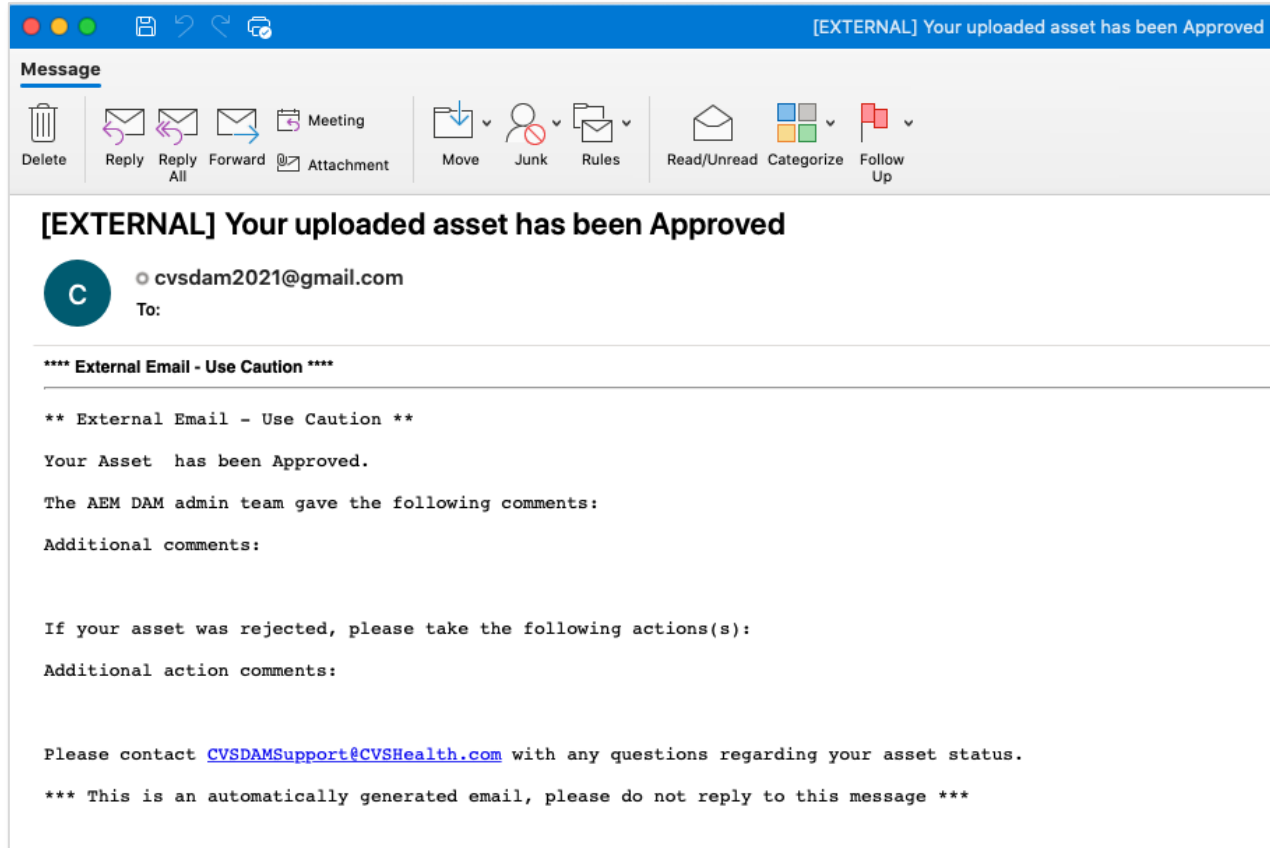 [EXTERNAL] Your uploaded asset has been Approved
Message
Delete
Reply
Reply All
Forward
Meeting
Attachment
Move
Junk
Rules
Read/Unread
Categorize
Follow Up
[EXTERNAL] Your uploaded asset has been Approved
C
cvsdam2021@gmail.com
To:
**** External Email - Use Caution ****
** External Email - Use Caution **
Your Asset  has been Approved.
The AEM DAM admin team gave the following comments:
Additional comments:
If your asset was rejected, please take the following actions(s):
Additional action comments:
Please contact CVSDAMSupport@CVSHealth.com with any questions regarding your asset status.
*** This is an automatically generated email, please do not reply to this message ***